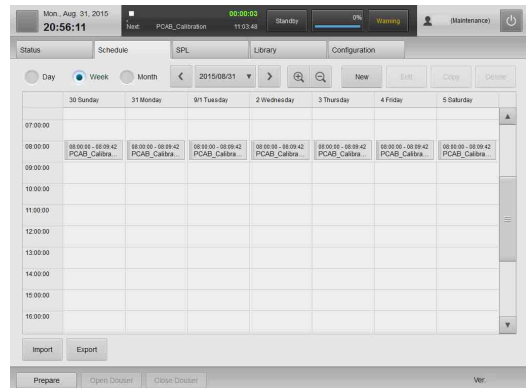 Mon., Aug. 31, 2015
20:56:11
00:00:03
Next: PCAB_Calibration 11:03:48
Standby
0%
Warning
(Maintenance)
Status Schedule SPL Library Configuration
Day Week Month 2015/08/31 New Edit Copy Delete
30 Sunday 31 Monday 9/1 Tuesday 2 Wednesday 3 Thursday 4 Friday 5 Saturday
07:00:00
08:00:00 08:00:00 - 08:09:42 08:00:00 - 08:09:42 08:00:00 - 08:09:42 08:00:00 - 08:09:42 08:00:00 - 08:09:42 08:00:00 - 08:09:42 08:00:00 - 08:09:42
PCAB_Calibra... PCAB_Calibra... PCAB_Calibra... PCAB_Calibra... PCAB_Calibra... PCAB_Calibra... PCAB_Calibra...
09:00:00
10:00:00
11:00:00
12:00:00
13:00:00
14:00:00
15:00:00
16:00:00
Import Export
Prepare Open Douser Close Douser Ver.